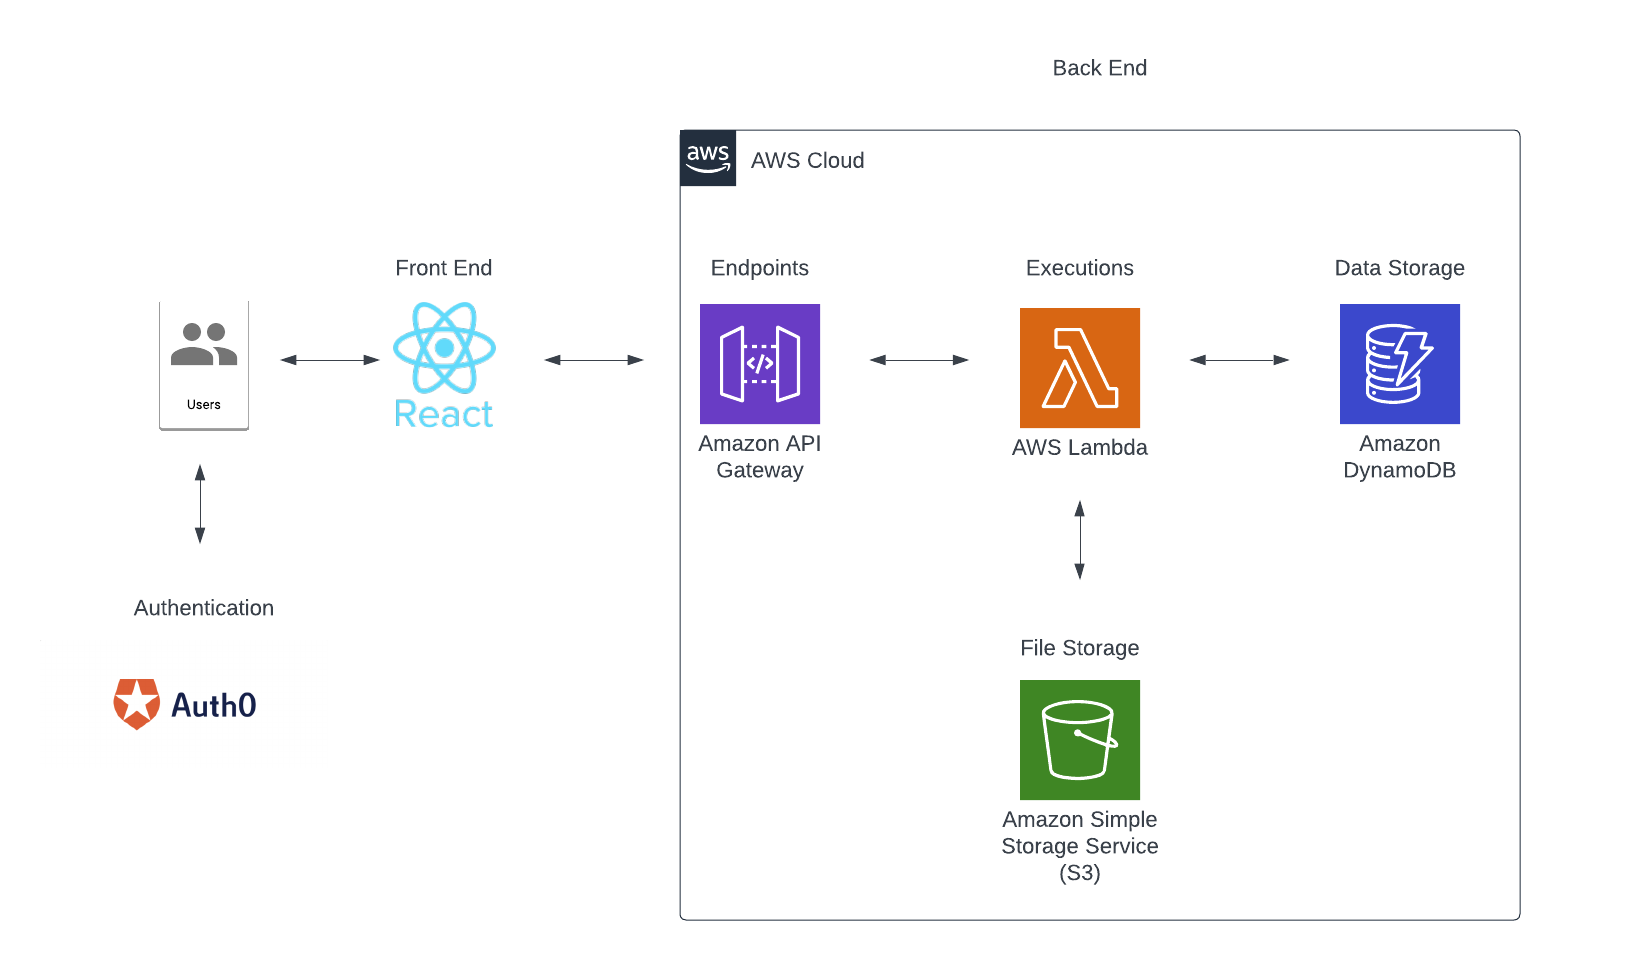 Back End
aws
AWS Cloud
Front End
Endpoints
Executions
Data Storage
Users
React
Amazon API
Gateway
AWS Lambda
Amazon
DynamoDB
Authentication
File Storage
Auth0
Amazon Simple
Storage Service
(S3)